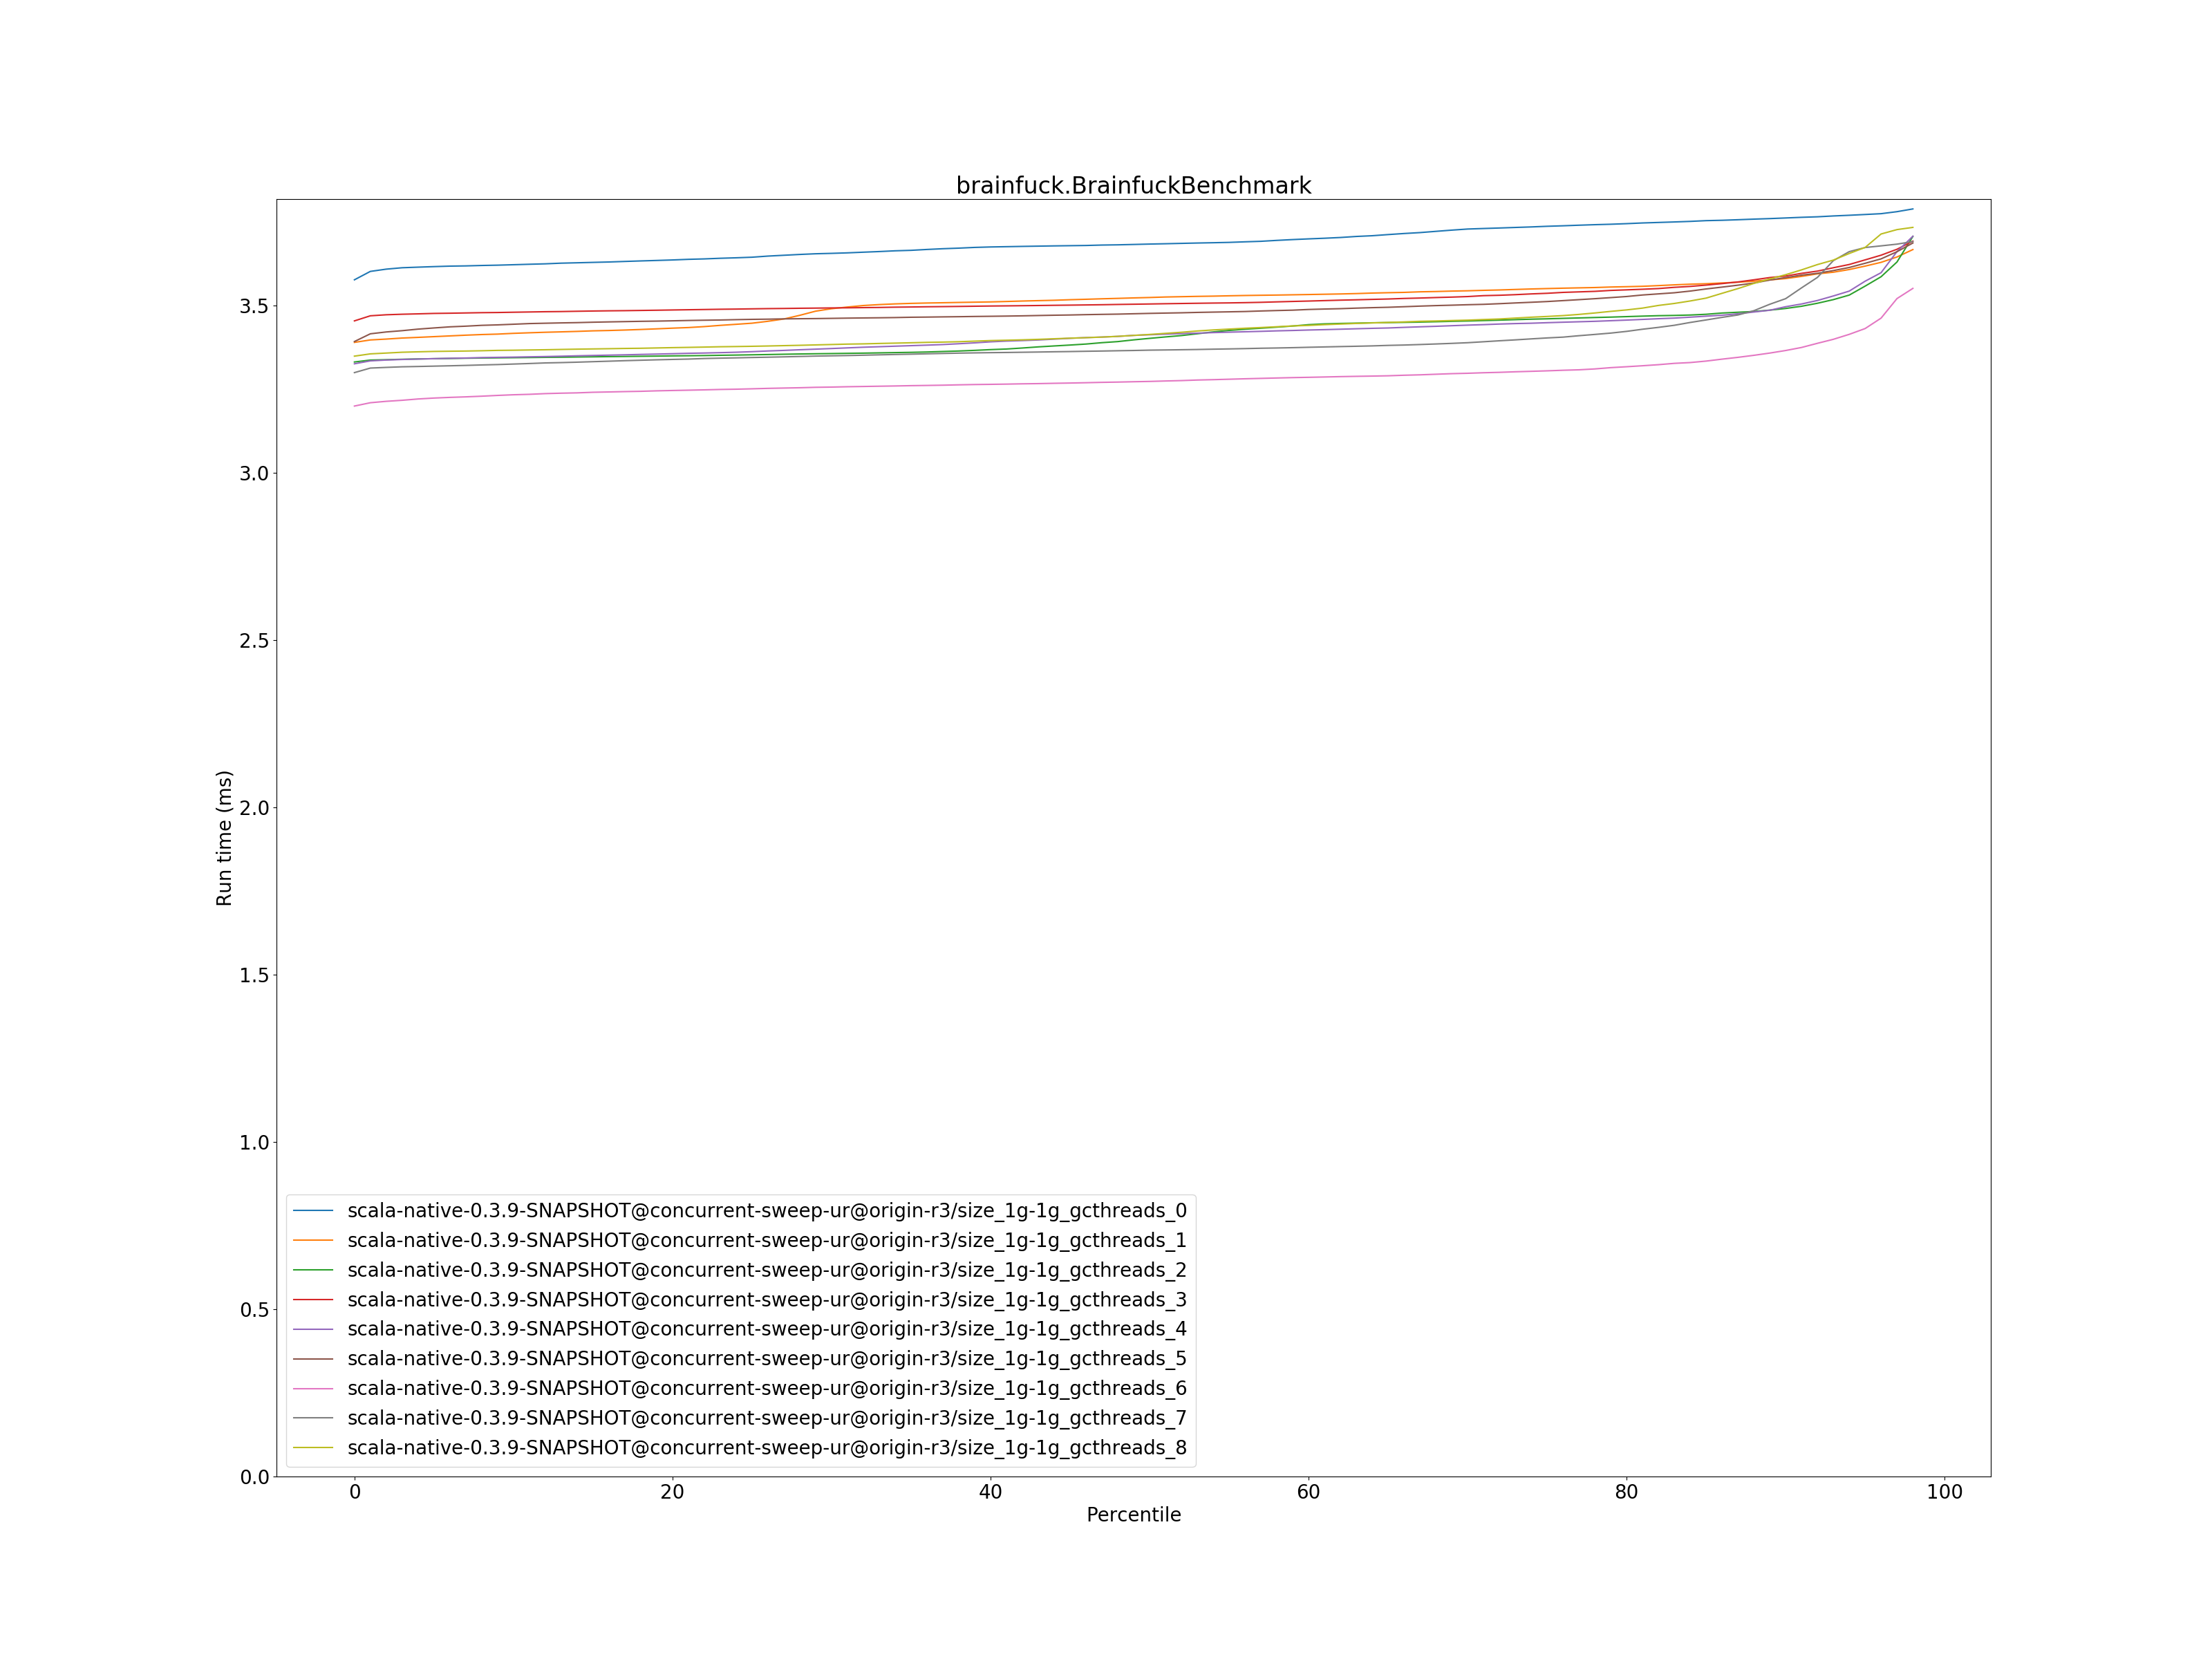 brainfuck.BrainfuckBenchmark
Run time (ms)
3.5
3.0
2.5
2.0
1.5
1.0
0.5
0.0
scala-native-0.3.9-SNAPSHOT@concurrent-sweep-ur@origin-r3/size_1g-1g_gcthreads_0
scala-native-0.3.9-SNAPSHOT@concurrent-sweep-ur@origin-r3/size_1g-1g_gcthreads_1
scala-native-0.3.9-SNAPSHOT@concurrent-sweep-ur@origin-r3/size_1g-1g_gcthreads_2
scala-native-0.3.9-SNAPSHOT@concurrent-sweep-ur@origin-r3/size_1g-1g_gcthreads_3
scala-native-0.3.9-SNAPSHOT@concurrent-sweep-ur@origin-r3/size_1g-1g_gcthreads_4
scala-native-0.3.9-SNAPSHOT@concurrent-sweep-ur@origin-r3/size_1g-1g_gcthreads_5
scala-native-0.3.9-SNAPSHOT@concurrent-sweep-ur@origin-r3/size_1g-1g_gcthreads_6
scala-native-0.3.9-SNAPSHOT@concurrent-sweep-ur@origin-r3/size_1g-1g_gcthreads_7
scala-native-0.3.9-SNAPSHOT@concurrent-sweep-ur@origin-r3/size_1g-1g_gcthreads_8
0 20 40 60 80 100
Percentile